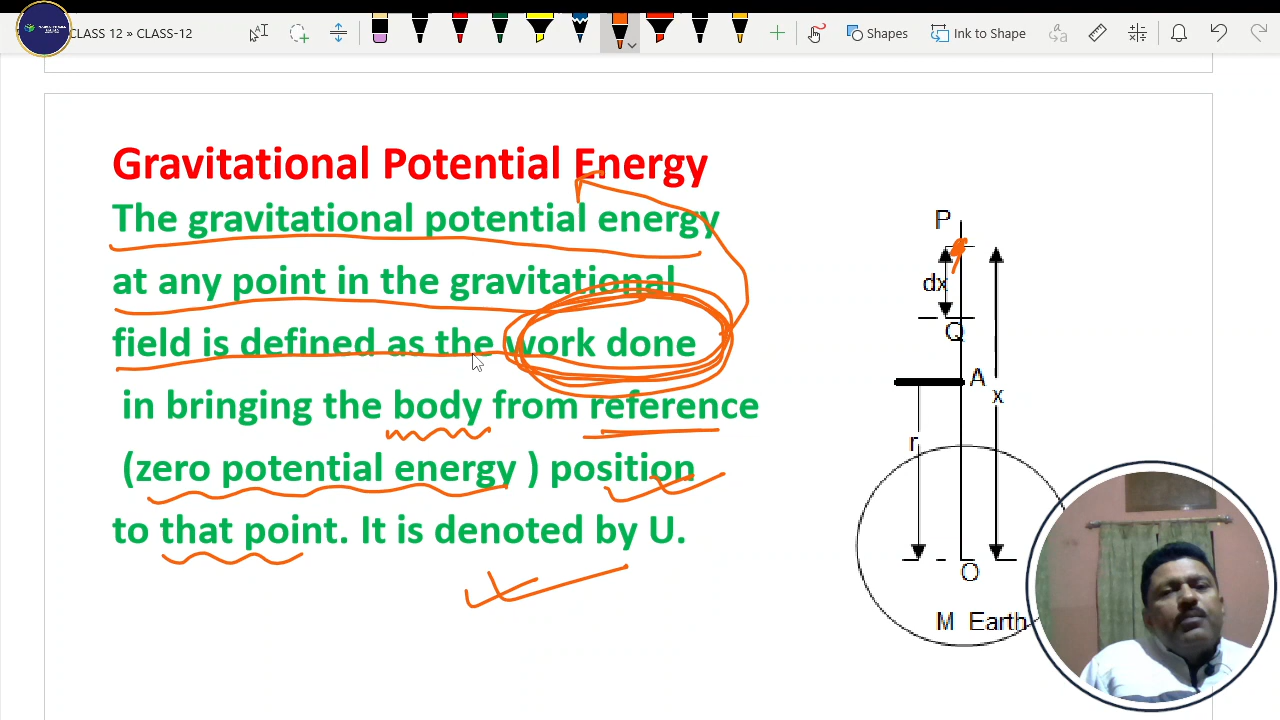 CLASS 12 » CLASS-12
Shapes
Ink to Shape
Gravitational Potential Energy
The gravitational potential energy
at any point in the gravitational
field is defined as the work done
in bringing the body from reference
(zero potential energy ) position
to that point. It is denoted by U.
P
dx
Q
A
x
r
O
M Earth